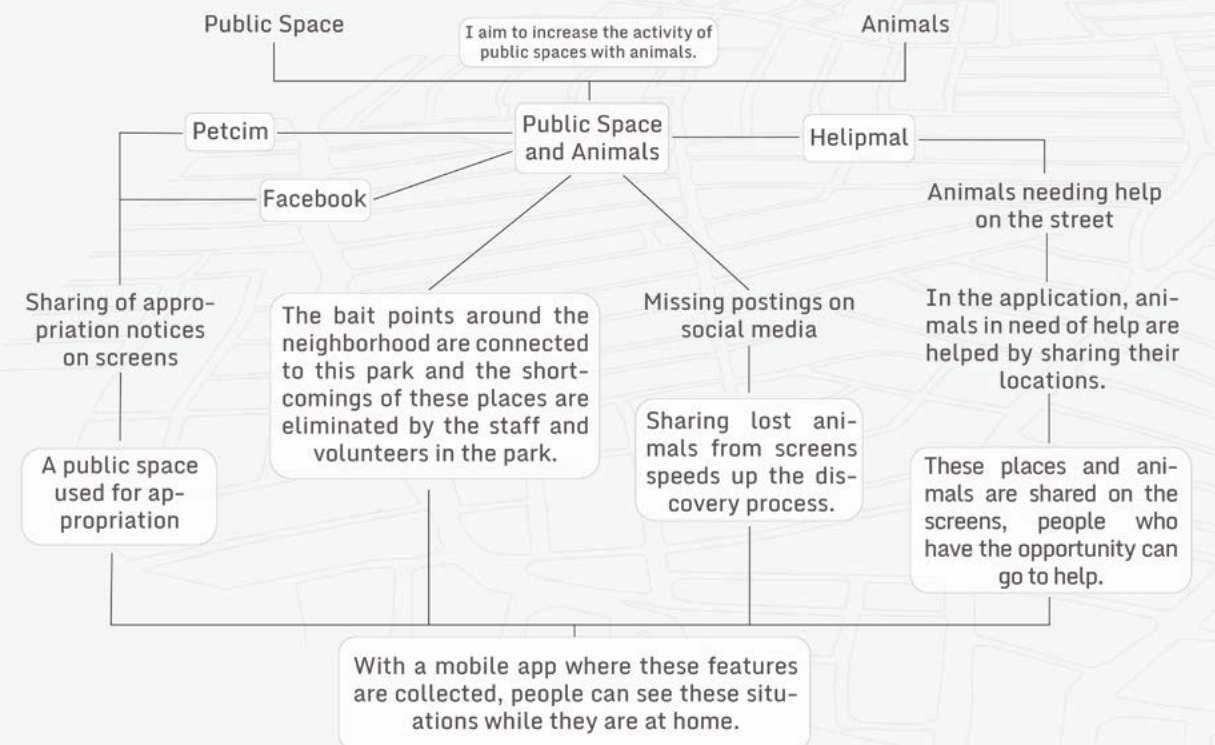 Public Space
I aim to increase the activity of
public spaces with animals.
Animals
Petcim
Public Space
and Animals
Helipmal
Facebook
Animals needing help
on the street
Sharing of appro-
priation notices
on screens
The bait points around the
neighborhood are connected
to this park and the short-
comings of these places are
eliminated by the staff and
volunteers in the park.
Missing postings on
social media
In the application, ani-
mals in need of help are
helped by sharing their
locations.
A public space
used for ap-
propriation
Sharing lost ani-
mals from screens
speeds up the dis-
covery process.
These places and ani-
mals are shared on the
screens, people who
have the opportunity can
go to help.
With a mobile app where these features
are collected, people can see these situ-
ations while they are at home.